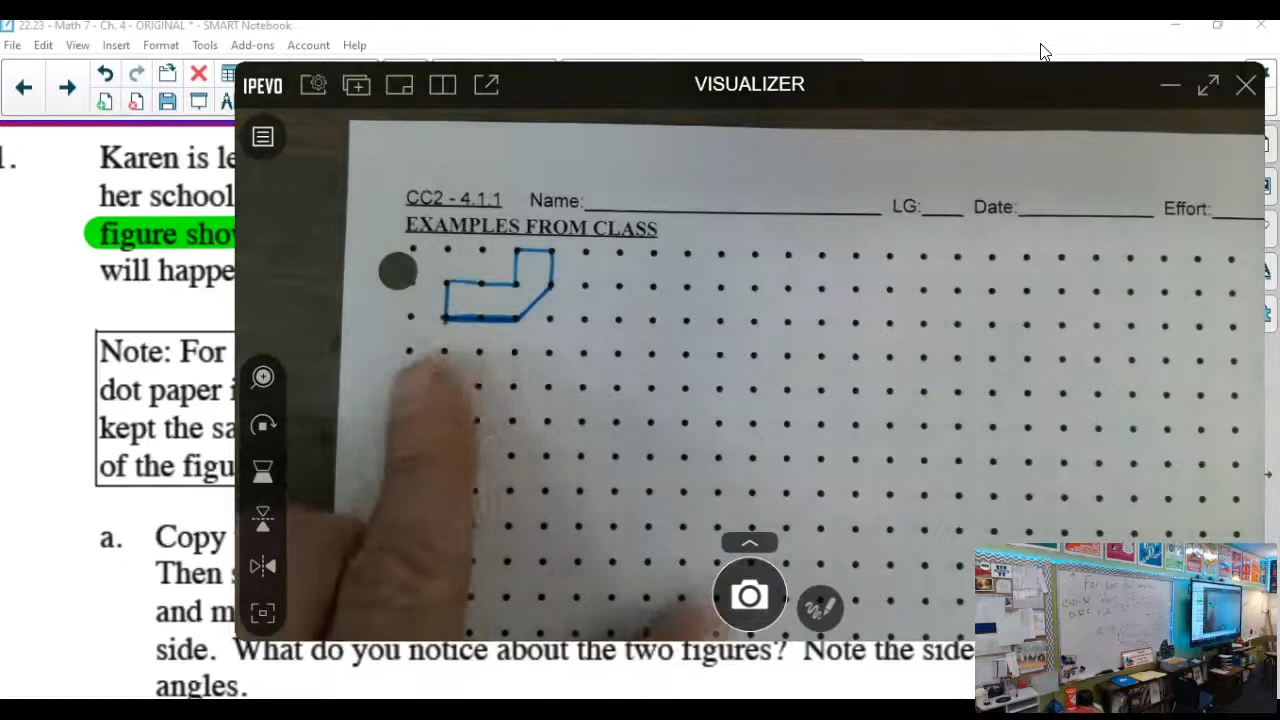 22.23 - Math 7 - Ch. 4 - ORIGINAL * - SMART Notebook
File Edit View Insert Format Tools Add-ons Account Help
IPEVO
VISUALIZER
1.
Karen is le
her school
figure sho
will happe
CC2 - 4.1.1 Name: LG: Date: Effort:
EXAMPLES FROM CLASS
Note: For
dot paper i
kept the sa
of the figu
a. Copy
Then s
and m
side. What do you notice about the two figures? Note the side
angles.